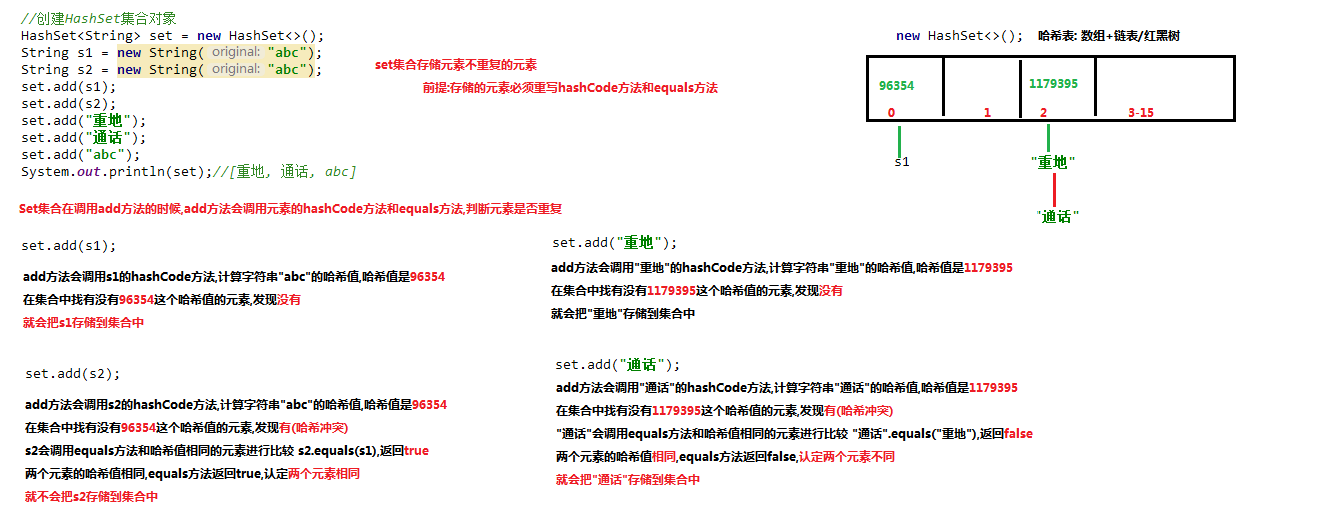 //创建HashSet集合对象
HashSet<String> set = new HashSet<>();
String s1 = new String( original: "abc");
String s2 = new String( original: "abc");
set.add(s1);
set.add(s2);
set.add("重地");
set.add("通话");
set.add("abc");
System.out.println(set);//[重地, 通话, abc]
set集合存储元素不重复的元素
前提:存储的元素必须重写hashCode方法和equals方法
new HashSet<>(); 哈希表: 数组+链表/红黑树
96354
1179395
0
1
2
3-15
s1
"重地"
"通话"
Set集合在调用add方法的时候,add方法会调用元素的hashCode方法和equals方法,判断元素是否重复
set.add(s1);
add方法会调用s1的hashCode方法,计算字符串"abc"的哈希值,哈希值是96354
在集合中找有没有96354这个哈希值的元素,发现没有
就会把s1存储到集合中
set.add(s2);
add方法会调用s2的hashCode方法,计算字符串"abc"的哈希值,哈希值是96354
在集合中找有没有96354这个哈希值的元素,发现有(哈希冲突)
s2会调用equals方法和哈希值相同的元素进行比较 s2.equals(s1),返回true
两个元素的哈希值相同,equals方法返回true,认定两个元素相同
就不会把s2存储到集合中
set.add("重地");
add方法会调用"重地"的hashCode方法,计算字符串"重地"的哈希值,哈希值是1179395
在集合中找有没有1179395这个哈希值的元素,发现没有
就会把"重地"存储到集合中
set.add("通话");
add方法会调用"通话"的hashCode方法,计算字符串"通话"的哈希值,哈希值是1179395
在集合中找有没有1179395这个哈希值的元素,发现有(哈希冲突)
"通话"会调用equals方法和哈希值相同的元素进行比较 "通话".equals("重地"),返回false
两个元素的哈希值相同,equals方法返回false,认定两个元素不同
就会把"通话"存储到集合中